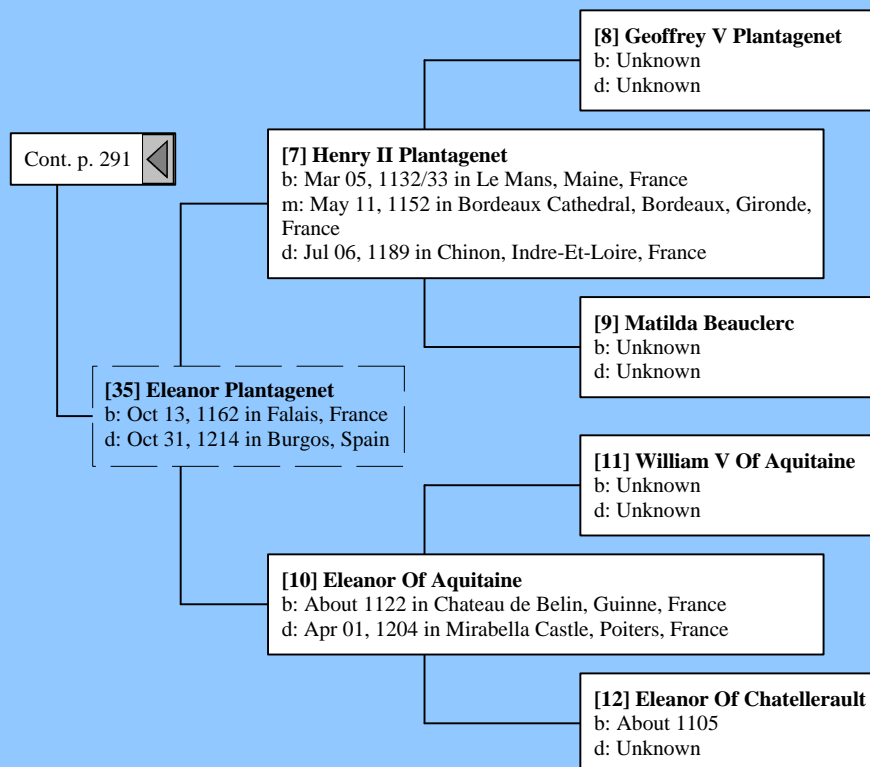 [8] Geoffrey V Plantagenet
b: Unknown
d: Unknown
Cont. p. 291
[7] Henry II Plantagenet
b: Mar 05, 1132/33 in Le Mans, Maine, France
m: May 11, 1152 in Bordeaux Cathedral, Bordeaux, Gironde,
France
d: Jul 06, 1189 in Chinon, Indre-Et-Loire, France
[9] Matilda Beauclerc
b: Unknown
d: Unknown
[35] Eleanor Plantagenet
b: Oct 13, 1162 in Falais, France
d: Oct 31, 1214 in Burgos, Spain
[11] William V Of Aquitaine
b: Unknown
d: Unknown
[10] Eleanor Of Aquitaine
b: About 1122 in Chateau de Belin, Guinne, France
d: Apr 01, 1204 in Mirabella Castle, Poiters, France
[12] Eleanor Of Chatellerault
b: About 1105
d: Unknown